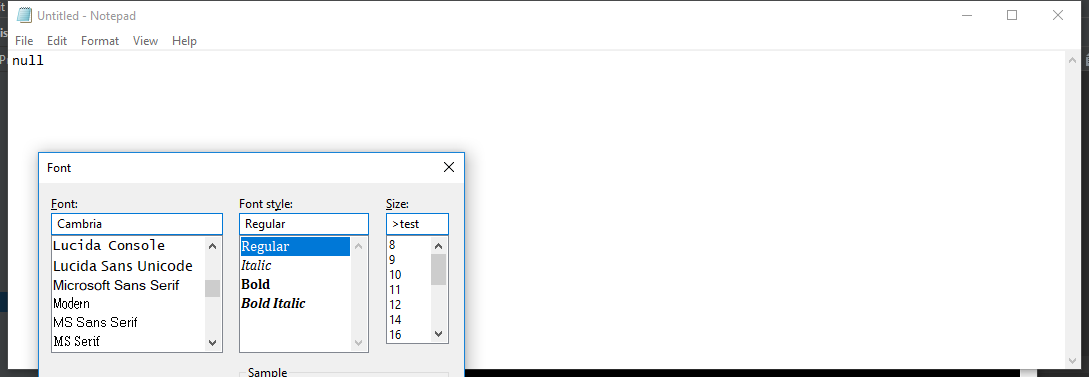 Untitled - Notepad
File Edit Format View Help
null
Font
Font: Font style: Size:
Cambria Regular >test
Lucida Console Regular 8
Lucida Sans Unicode Italic 9
Microsoft Sans Serif Bold 10
Modern Bold Italic 11
MS Sans Serif 12
MS Serif 14
16
Sample